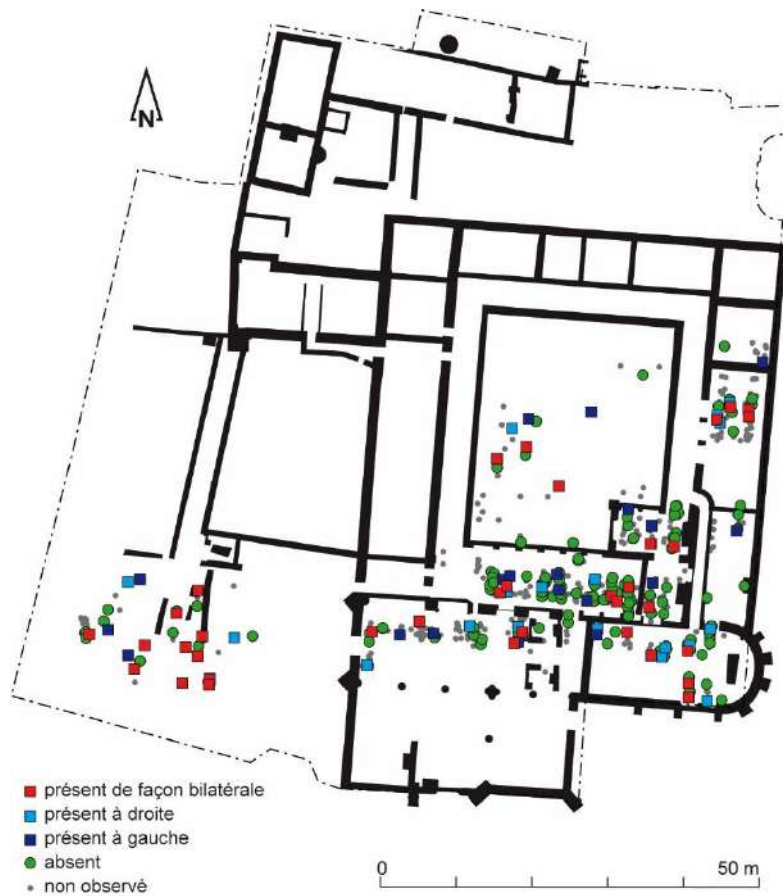 N
présent de façon bilatérale
présent à droite
présent à gauche
absent
non observé
0 50 m